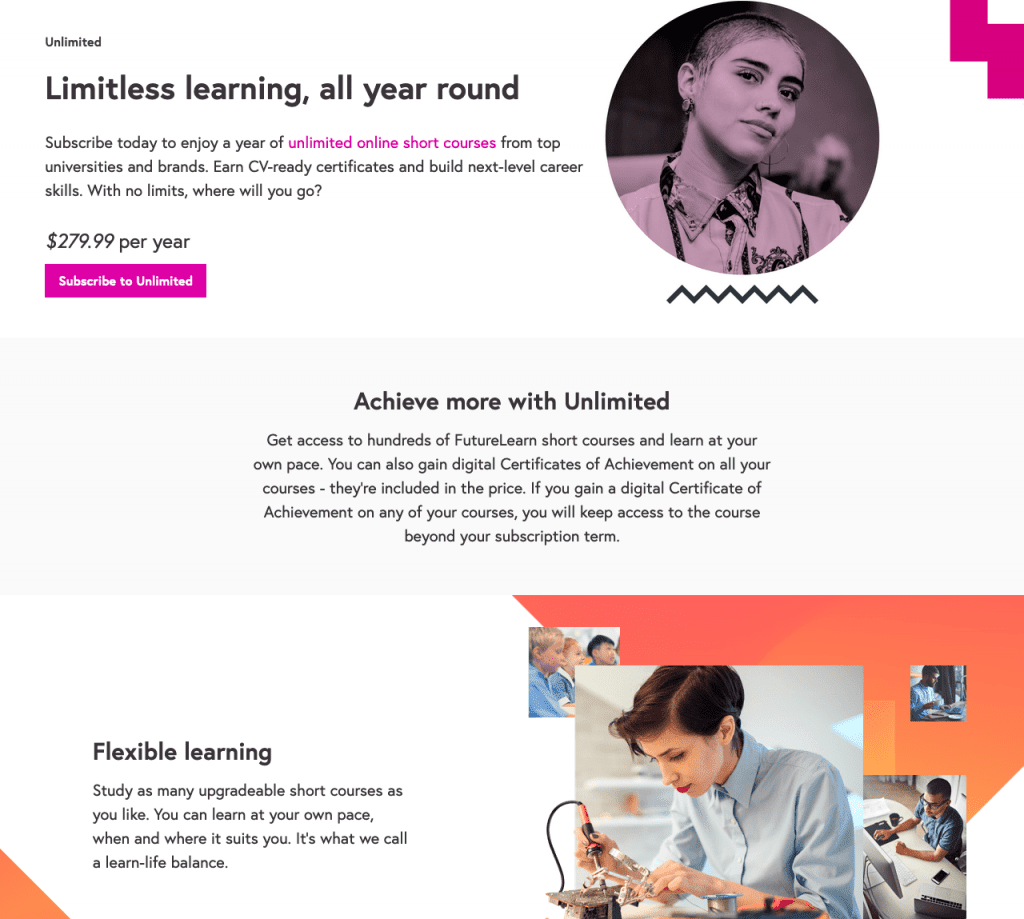 Unlimited
Limitless learning, all year round
Subscribe today to enjoy a year of unlimited online short courses from top
universities and brands. Earn CV-ready certificates and build next-level career
skills. With no limits, where will you go?
$279.99 per year
Subscribe to Unlimited
Achieve more with Unlimited
Get access to hundreds of FutureLearn short courses and learn at your
own pace. You can also gain digital Certificates of Achievement on all your
courses - they're included in the price. If you gain a digital Certificate of
Achievement on any of your courses, you will keep access to the course
beyond your subscription term.
Flexible learning
Study as many upgradeable short courses as
you like. You can learn at your own pace,
when and where it suits you. It's what we call
a learn-life balance.